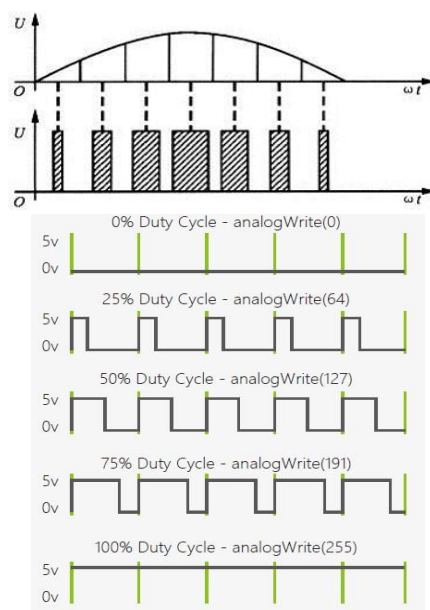 U
O
ωt
U
O
ωt
0% Duty Cycle - analogWrite(0)
5v
0v
25% Duty Cycle - analogWrite(64)
5v
0v
50% Duty Cycle - analogWrite(127)
5v
0v
75% Duty Cycle - analogWrite(191)
5v
0v
100% Duty Cycle - analogWrite(255)
5v
0v